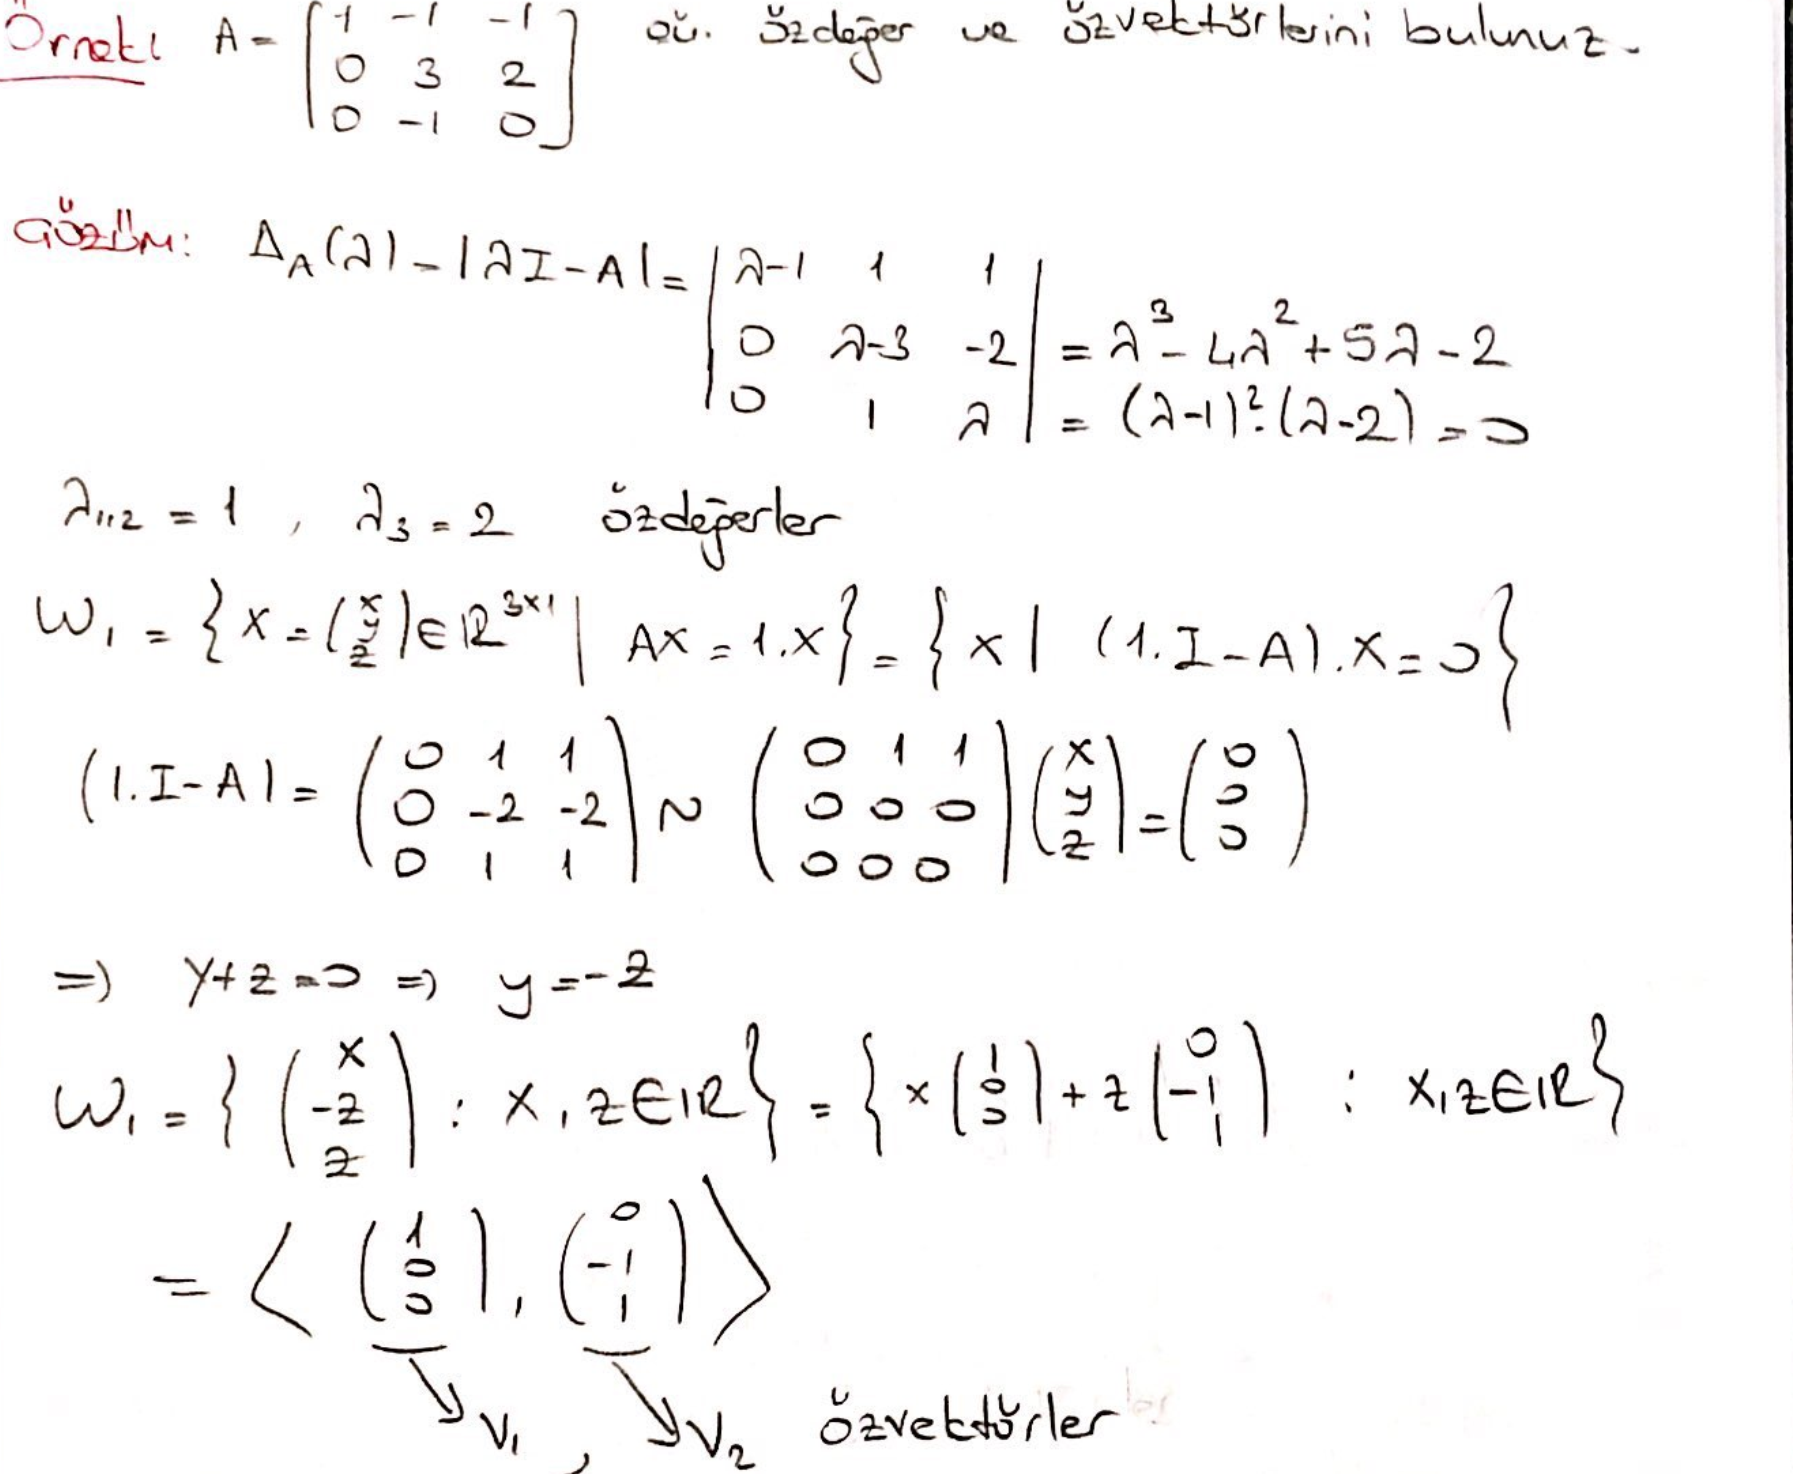 Örnek: A = [1 -1 -1; 0 3 2; 0 -1 0] özdeğer ve özvektörlerini bulunuz.
ÇÖZÜM: Δ_A(λ) = |λI-A| = |λ-1 1 1; 0 λ-3 -2; 0 1 λ| = λ³ - 4λ² + 5λ - 2
= (λ-1)².(λ-2) = 0
λ₁,₂ = 1 , λ₃ = 2 özdeğerler
W₁ = {X = (x y z) ∈ ℝ³ˣ¹ | AX = 1.X} = {X | (1.I-A).X = 0}
(1.I-A) = (0 1 1; 0 -2 -2; 0 1 1) ~ (0 1 1; 0 0 0; 0 0 0)(x y z) = (0 0 0)
=> y+z=0 => y=-z
W₁ = {(x -z z) : x, z ∈ ℝ} = {x(1 0 0) + z(0 -1 1) : x, z ∈ ℝ}
= <(1 0 0), (0 -1 1)>
V₁ , V₂ özvektörler